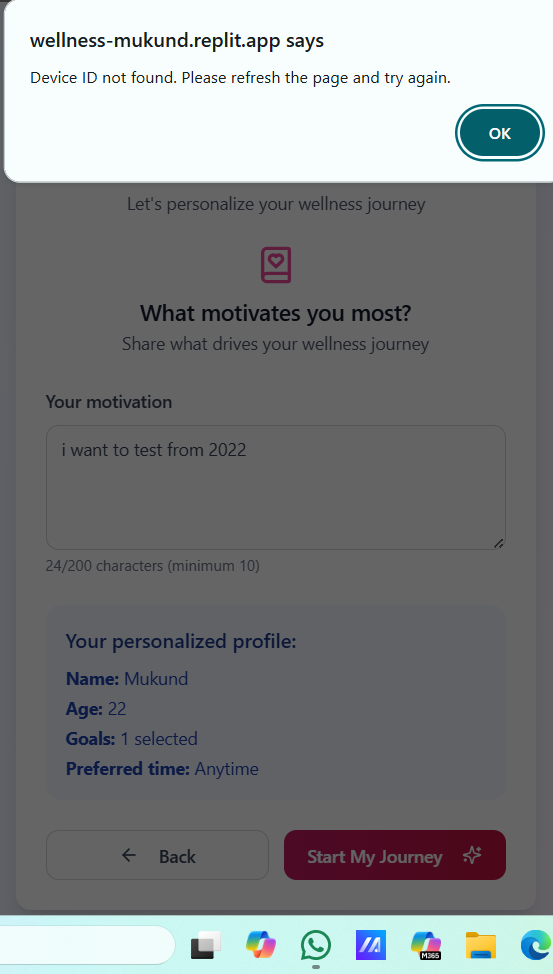 wellness-mukund.replit.app says
Device ID not found. Please refresh the page and try again.
OK
Let's personalize your wellness journey
What motivates you most?
Share what drives your wellness journey
Your motivation
i want to test from 2022
24/200 characters (minimum 10)
Your personalized profile:
Name: Mukund
Age: 22
Goals: 1 selected
Preferred time: Anytime
Back
Start My Journey
M365